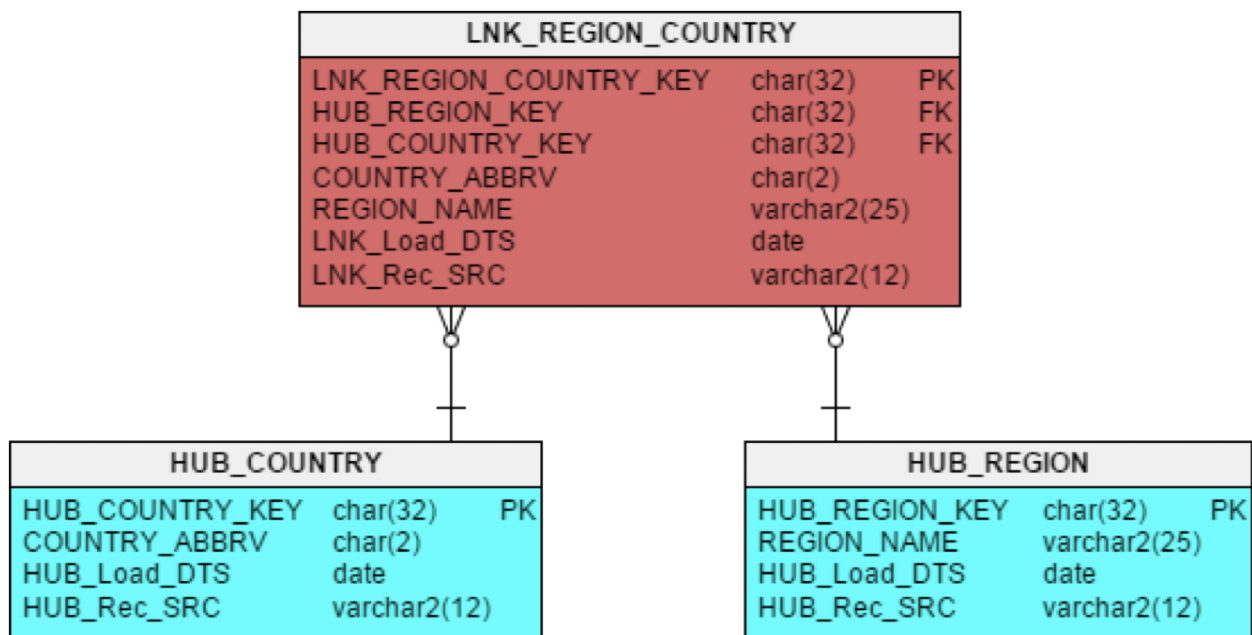 LNK_REGION_COUNTRY
LNK_REGION_COUNTRY_KEY char(32) PK
HUB_REGION_KEY char(32) FK
HUB_COUNTRY_KEY char(32) FK
COUNTRY_ABBRV char(2)
REGION_NAME varchar2(25)
LNK_Load_DTS date
LNK_Rec_SRC varchar2(12)
HUB_COUNTRY
HUB_COUNTRY_KEY char(32) PK
COUNTRY_ABBRV char(2)
HUB_Load_DTS date
HUB_Rec_SRC varchar2(12)
HUB_REGION
HUB_REGION_KEY char(32) PK
REGION_NAME varchar2(25)
HUB_Load_DTS date
HUB_Rec_SRC varchar2(12)